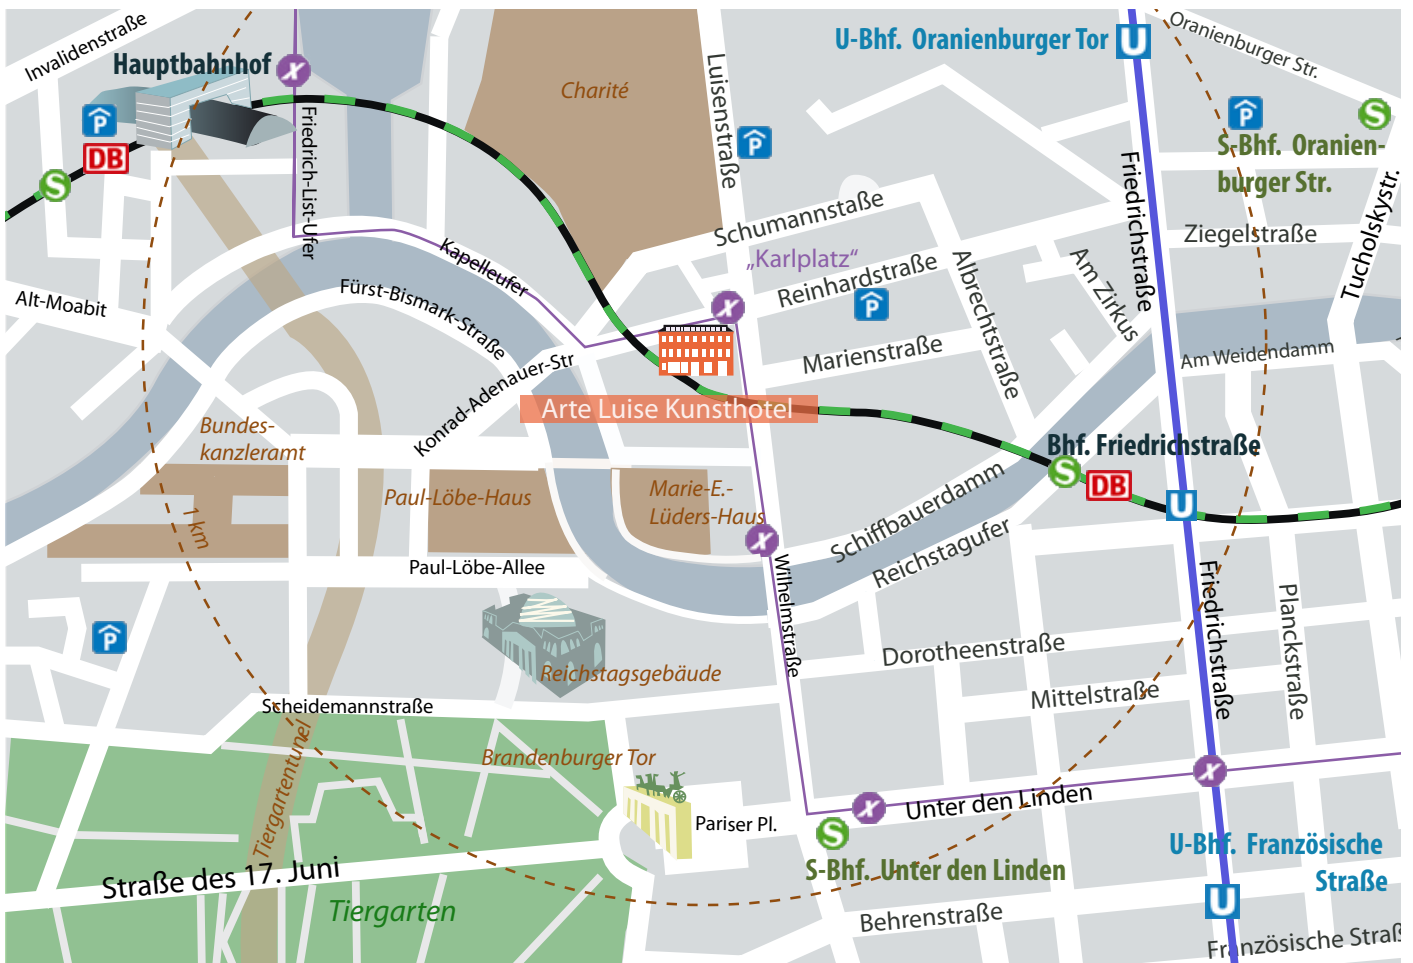 Invalidenstraße
Hauptbahnhof
X
P
DB
S
Friedrich-List-Ufer
Charité
Luisenstraße
P
U-Bhf. Oranienburger Tor
U
Oranienburger Str.
P
S
S-Bhf. Oranien-
burger Str.
Friedrichstraße
Tucholskystr.
Ziegelstraße
Schumannstaße
„Karlplatz“
Reinhardstraße
P
Albrechtstraße
Am Zirkus
Kapelleufer
Alt-Moabit
Fürst-Bismark-Straße
X
Marienstraße
Am Weidendamm
Konrad-Adenauer-Str
Arte Luise Kunsthotel
Bundes-
kanzleramt
Bhf. Friedrichstraße
S
DB
U
Paul-Löbe-Haus
Marie-E.-
Lüders-Haus
1 km
X
Schiffbauerdamm
Reichstagufer
Paul-Löbe-Allee
Wilhelmstraße
Friedrichstraße
Planckstraße
P
Dorotheenstraße
Reichstagsgebäude
Mittelstraße
Scheidemannstraße
Tiergartentunel
Brandenburger Tor
X
X
Unter den Linden
Pariser Pl.
S
S-Bhf. Unter den Linden
U-Bhf. Französische
Straße
U
Straße des 17. Juni
Tiergarten
Behrenstraße
Französische Straß